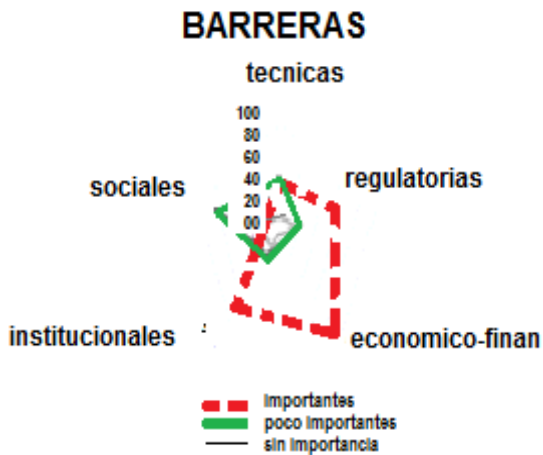 BARRERAS
tecnicas
100
80
60
40
20
00
sociales
regulatorias
institucionales
economico-finan
importantes
poco importantes
sin importancia